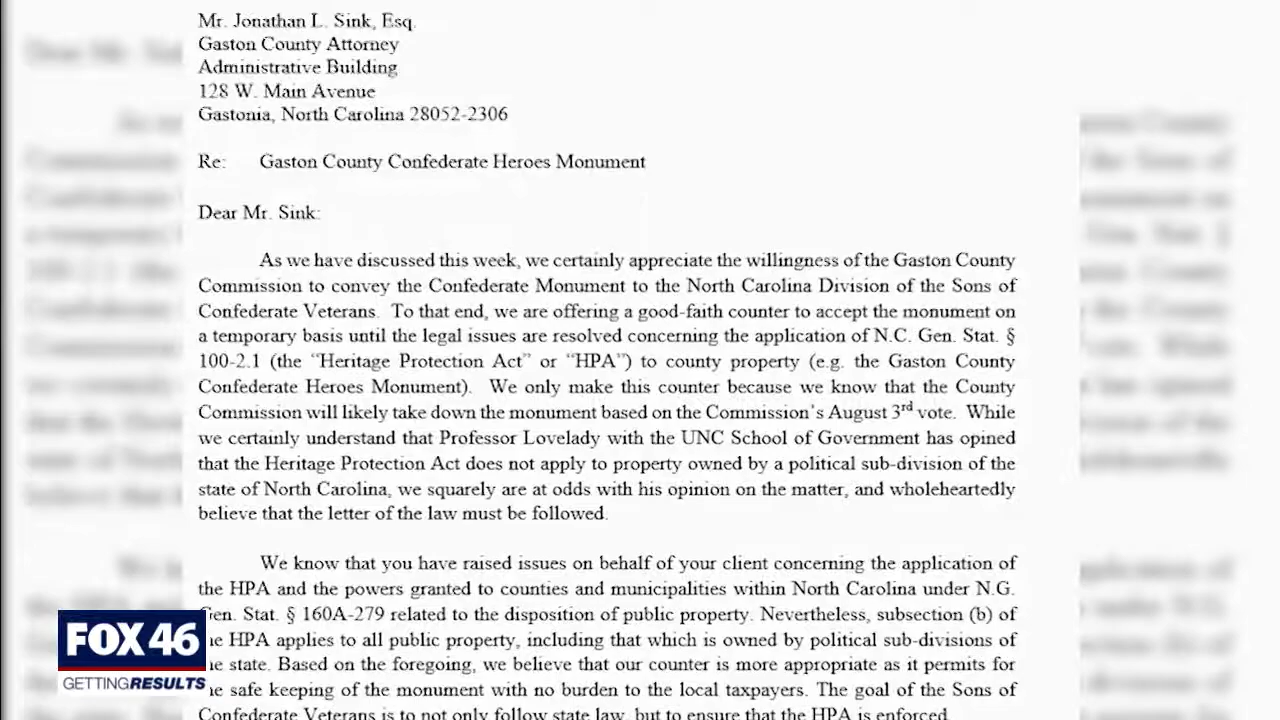 Mr. Jonathan L. Sink, Esq.
Gaston County Attorney
Administrative Building
128 W. Main Avenue
Gastonia, North Carolina 28052-2306
Re: Gaston County Confederate Heroes Monument
Dear Mr. Sink:
As we have discussed this week, we certainly appreciate the willingness of the Gaston County
Commission to convey the Confederate Monument to the North Carolina Division of the Sons of
Confederate Veterans. To that end, we are offering a good-faith counter to accept the monument on
a temporary basis until the legal issues are resolved concerning the application of N.C. Gen. Stat. §
100-2.1 (the “Heritage Protection Act” or “HPA”) to county property (e.g. the Gaston County
Confederate Heroes Monument). We only make this counter because we know that the County
Commission will likely take down the monument based on the Commission’s August 3rd vote. While
we certainly understand that Professor Lovelady with the UNC School of Government has opined
that the Heritage Protection Act does not apply to property owned by a political sub-division of the
state of North Carolina, we squarely are at odds with his opinion on the matter, and wholeheartedly
believe that the letter of the law must be followed.
We know that you have raised issues on behalf of your client concerning the application of
the HPA and the powers granted to counties and municipalities within North Carolina under N.G.
Gen. Stat. § 160A-279 related to the disposition of public property. Nevertheless, subsection (b) of
the HPA applies to all public property, including that which is owned by political sub-divisions of
the state. Based on the foregoing, we believe that our counter is more appropriate as it permits for
the safe keeping of the monument with no burden to the local taxpayers. The goal of the Sons of
Confederate Veterans is to not only follow state law, but to ensure that the HPA is enforced.
FOX 46
GETTING RESULTS